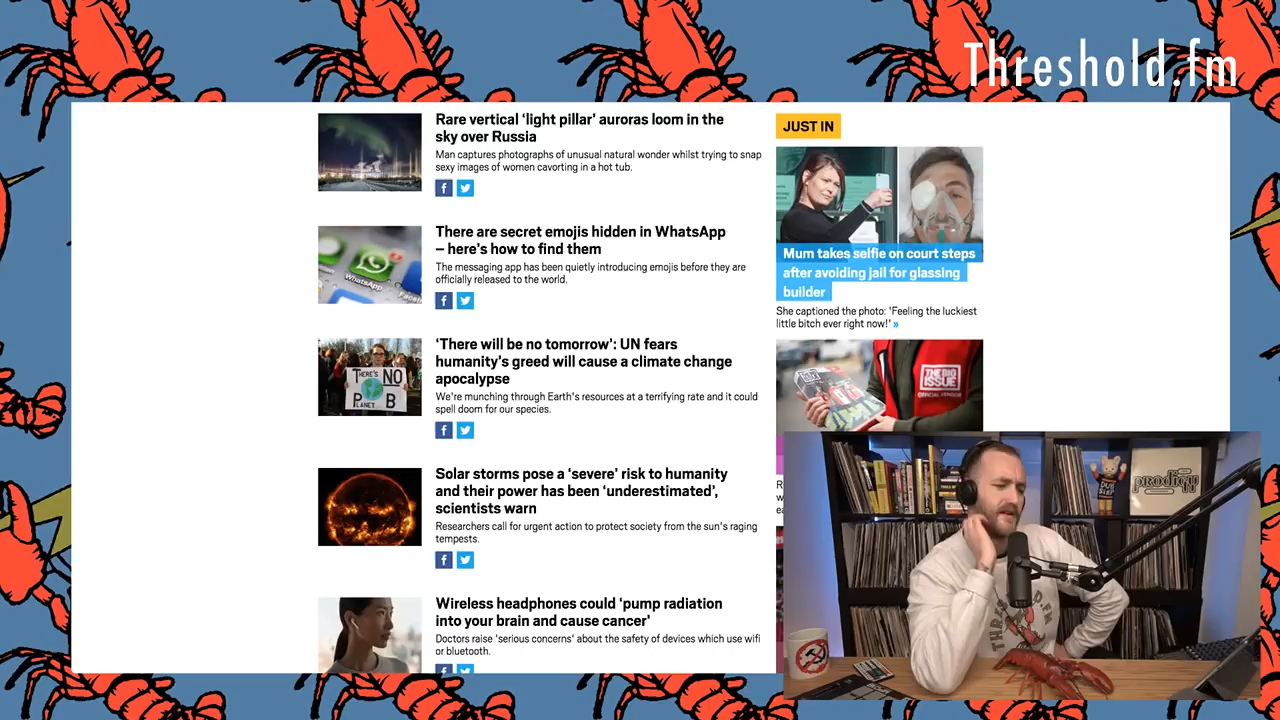 Threshold.fm
Rare vertical ‘light pillar’ auroras loom in the
sky over Russia
Man captures photographs of unusual natural wonder whilst trying to snap
sexy images of women cavorting in a hot tub.
There are secret emojis hidden in WhatsApp
– here’s how to find them
The messaging app has been quietly introducing emojis before they are
officially released to the world.
WhatsApp
‘There will be no tomorrow’: UN fears
humanity’s greed will cause a climate change
apocalypse
We're munching through Earth's resources at a terrifying rate and it could
spell doom for our species.
THERE'S NO
PLANET B
Solar storms pose a ‘severe’ risk to humanity
and their power has been ‘underestimated’,
scientists warn
Researchers call for urgent action to protect society from the sun's raging
tempests.
Wireless headphones could ‘pump radiation
into your brain and cause cancer’
Doctors raise 'serious concerns' about the safety of devices which use wifi
or bluetooth.
JUST IN
Mum takes selfie on court steps
after avoiding jail for glassing
builder
She captioned the photo: 'Feeling the luckiest
little bitch ever right now!' »
THE BIG
ISSUE
OFFICIAL VENDOR
prodigy